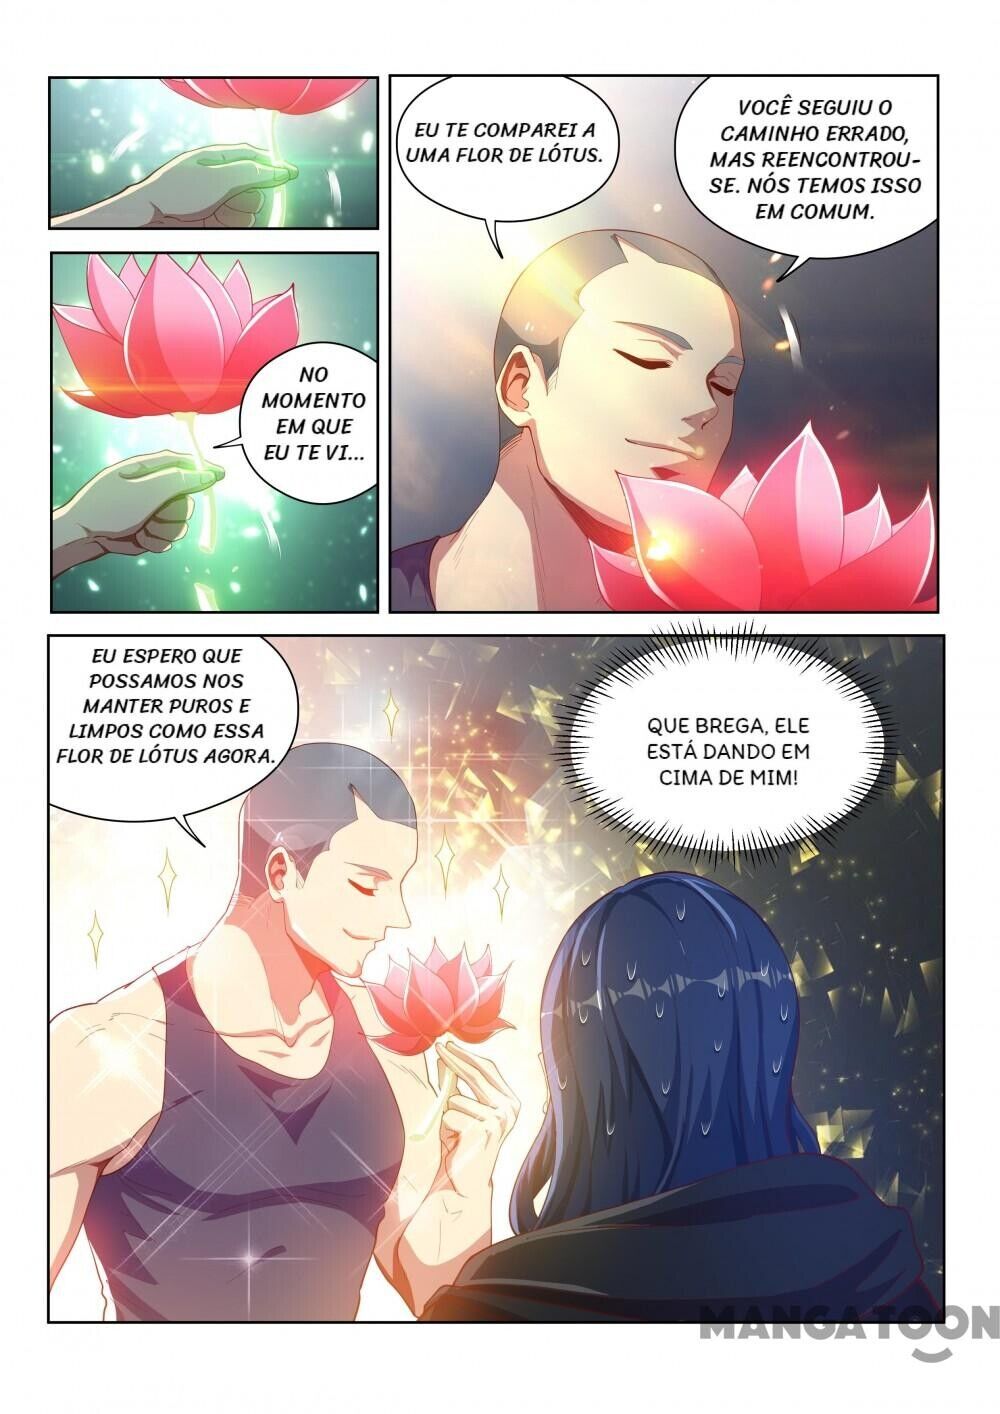 NO
MOMENTO
EM QUE
EU TE VI...
EU TE COMPAREI A
UMA FLOR DE LÓTUS.
VOCÊ SEGUIU O
CAMINHO ERRADO,
MAS REENCONTROU-
SE. NÓS TEMOS ISSO
EM COMUM.
EU ESPERO QUE
POSSAMOS NOS
MANTER PUROS E
LIMPOS COMO ESSA
FLOR DE LÓTUS AGORA.
QUE BREGA, ELE
ESTÁ DANDO EM
CIMA DE MIM!
MANGATOON